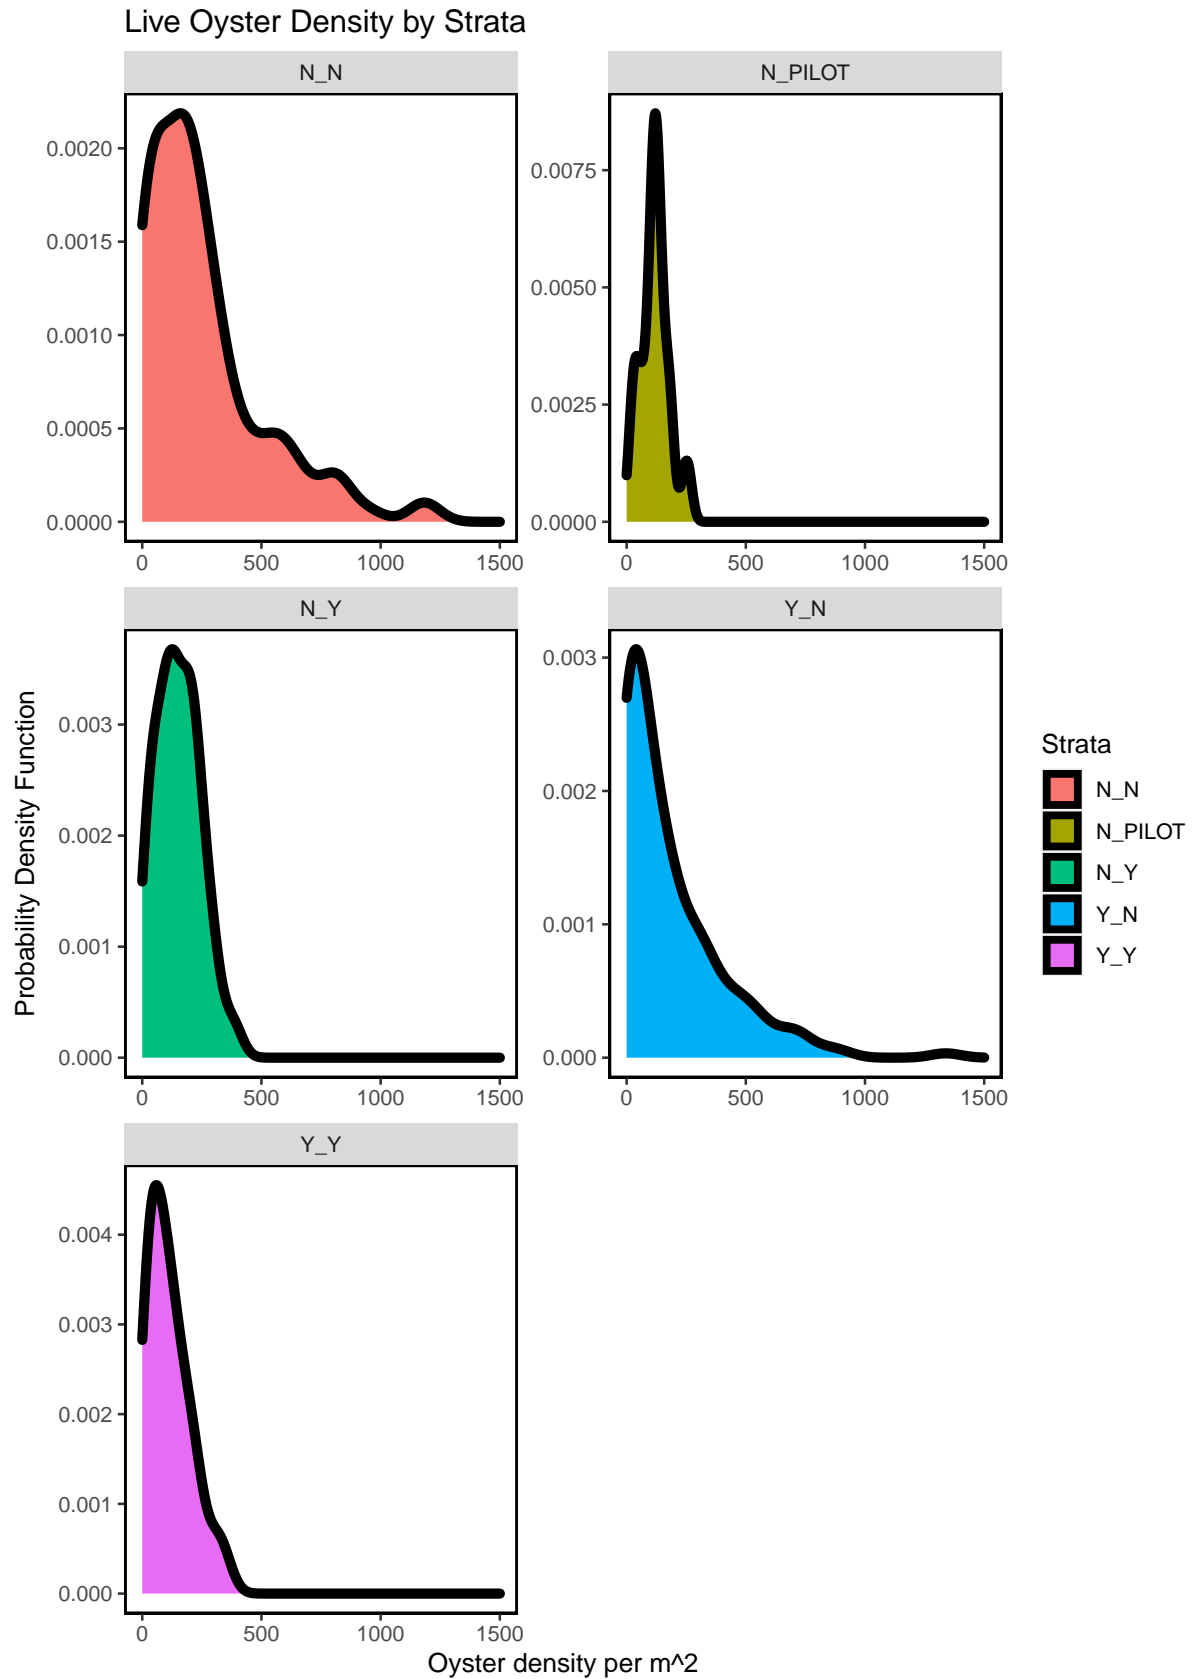 Live Oyster Density by Strata
N_N
N_PILOT
0.0020
0.0015
0.0010
0.0005
0.0000
0.0075
0.0050
0.0025
0.0000
0 500 1000 1500
0 500 1000 1500
N_Y
Y_N
0.003
0.002
0.001
0.000
0.003
0.002
0.001
0.000
0 500 1000 1500
0 500 1000 1500
Y_Y
0.004
0.003
0.002
0.001
0.000
0 500 1000 1500
Probability Density Function
Oyster density per m^2
Strata
N_N
N_PILOT
N_Y
Y_N
Y_Y